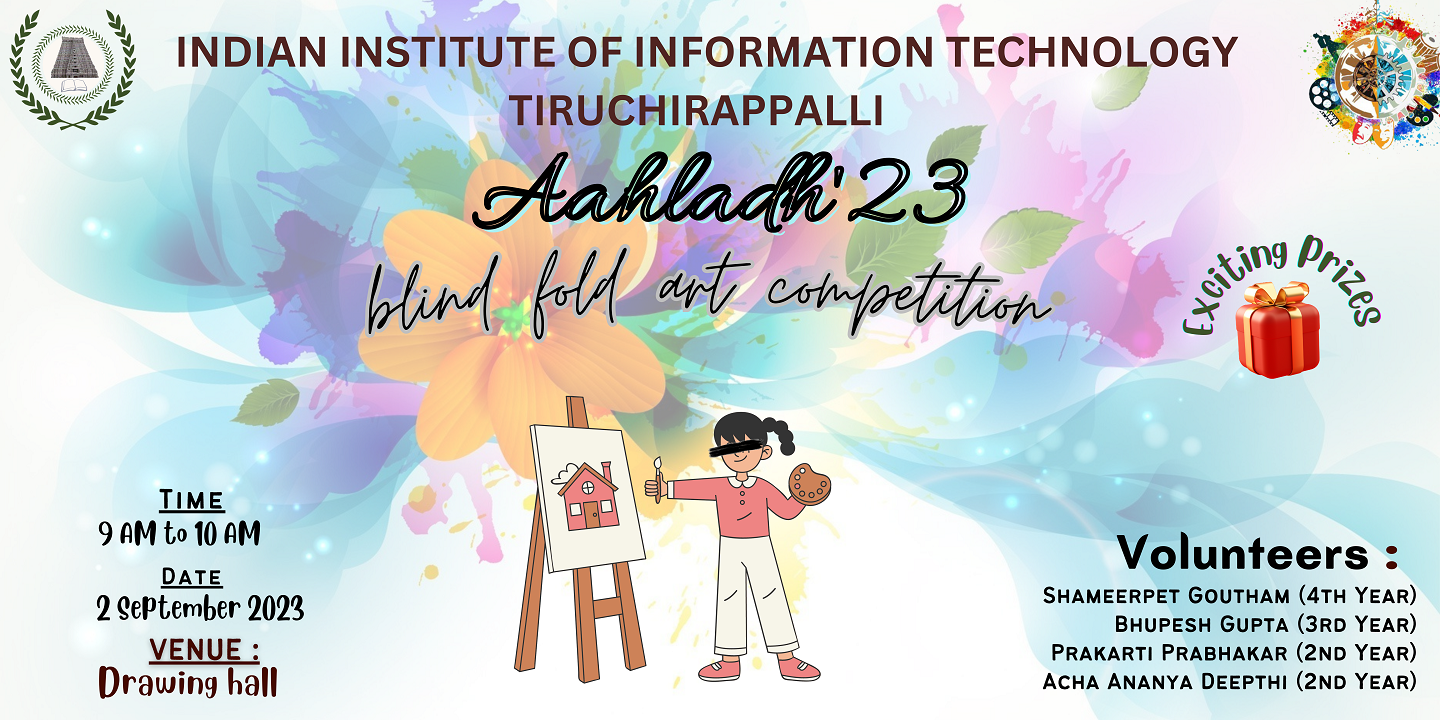 INDIAN INSTITUTE OF INFORMATION TECHNOLOGY
TIRUCHIRAPPALLI
Aahladh'23
blind fold art competition
Exciting Prizes
TIME
9 AM to 10 AM
DATE
2 September 2023
VENUE :
Drawing hall
Volunteers :
SHAMEERPET GOUTHAM (4TH YEAR)
BHUPESH GUPTA (3RD YEAR)
PRAKARTI PRABHAKAR (2ND YEAR)
ACHA ANANYA DEEPTHI (2ND YEAR)